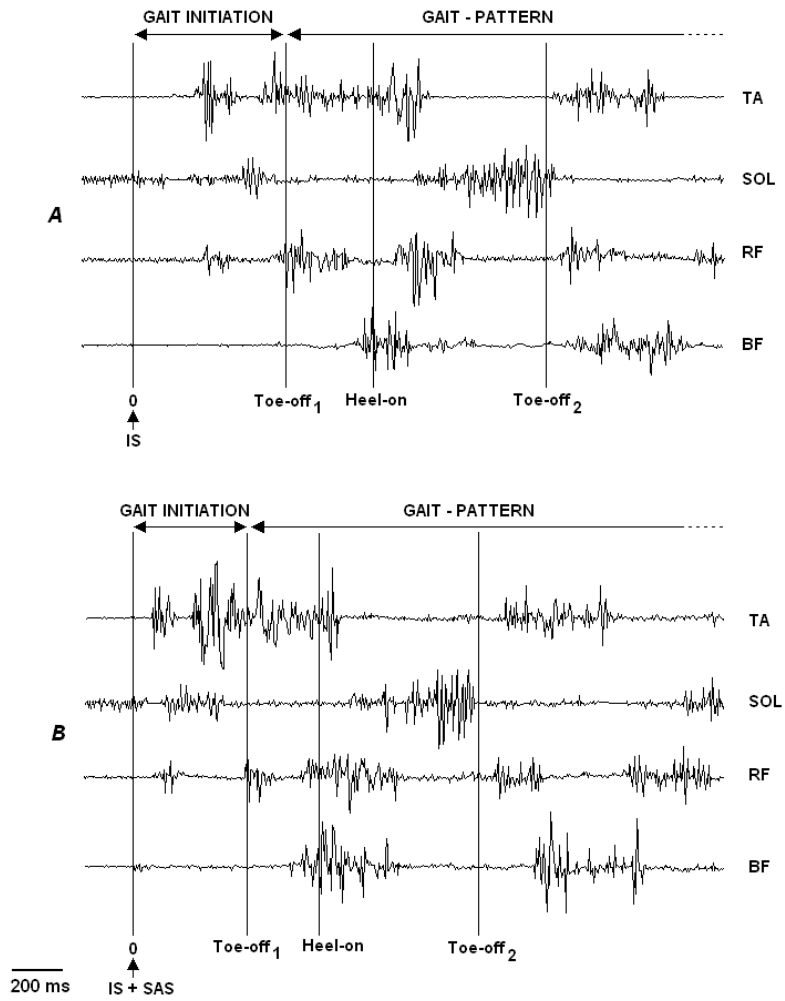 GAIT INITIATION GAIT - PATTERN
TA
SOL
A
RF
BF
0 Toe-off1 Heel-on Toe-off2
IS
GAIT INITIATION GAIT - PATTERN
TA
SOL
B
RF
BF
0 Toe-off1 Heel-on Toe-off2
200 ms IS + SAS